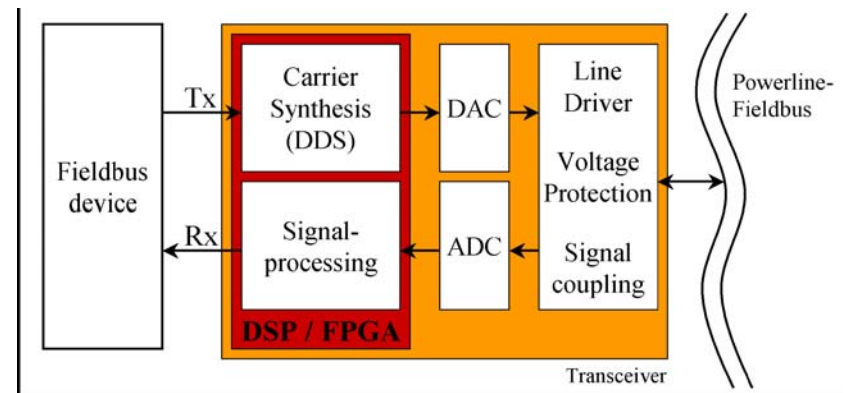 Fieldbus
device
Tx
Rx
Carrier
Synthesis
(DDS)
Signal-
processing
DSP / FPGA
DAC
ADC
Line
Driver
Voltage
Protection
Signal
coupling
Transceiver
Powerline-
Fieldbus